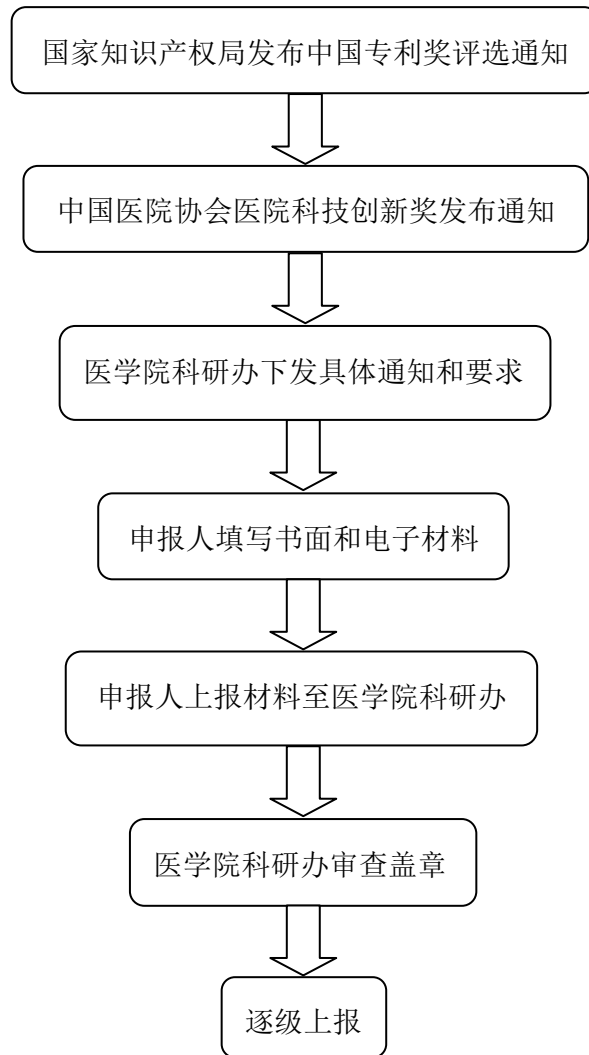 国家知识产权局发布中国专利奖评选通知
中国医院协会医院科技创新奖发布通知
医学院科研办下发具体通知和要求
申报人填写书面和电子材料
申报人上报材料至医学院科研办
医学院科研办审查盖章
逐级上报